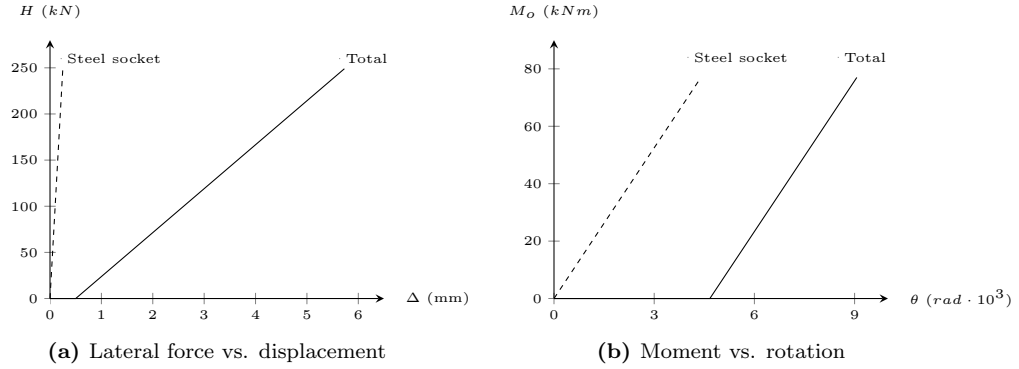 H (kN)
Steel socket
Total
250
200
150
100
50
0
0 1 2 3 4 5 6
Δ (mm)
(a) Lateral force vs. displacement
M_o (kNm)
Steel socket
Total
80
60
40
20
0
0 3 6 9
θ (rad · 10³)
(b) Moment vs. rotation